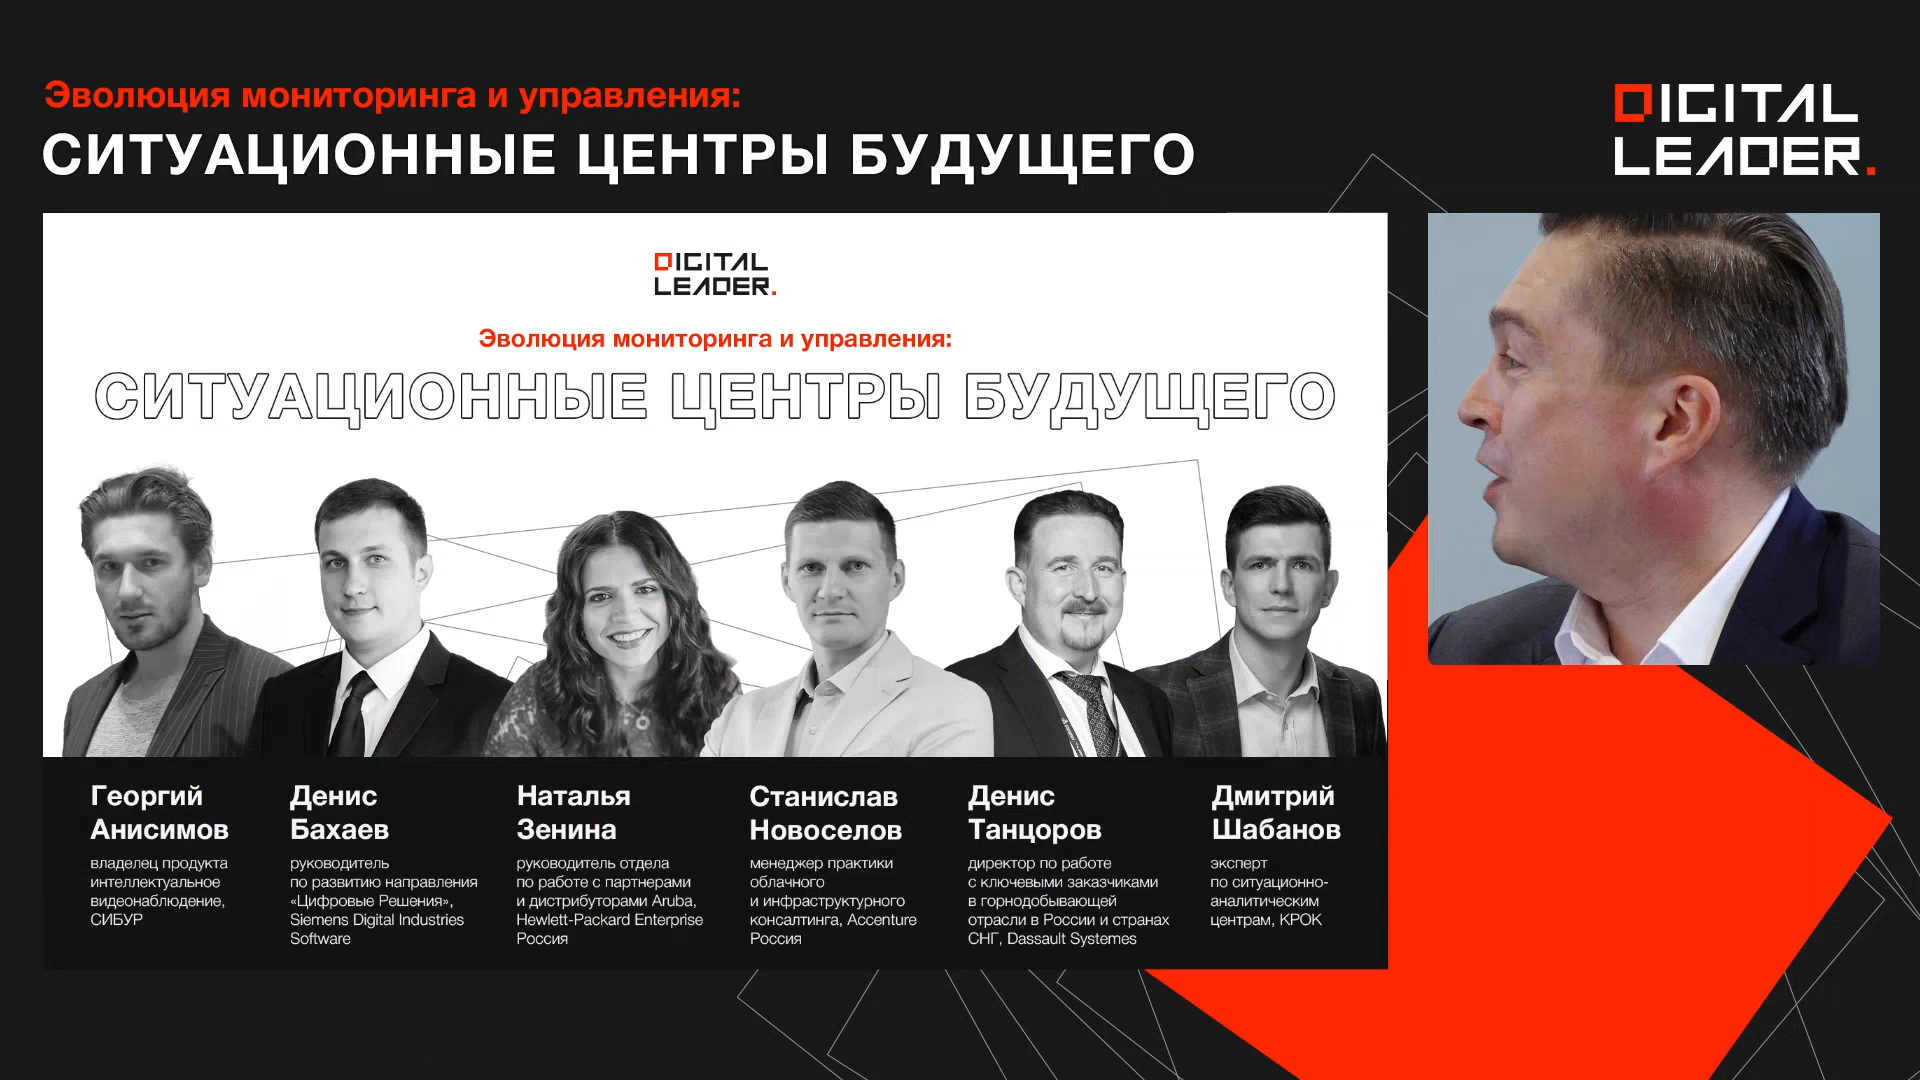 Эволюция мониторинга и управления:
СИТУАЦИОННЫЕ ЦЕНТРЫ БУДУЩЕГО
DIGITAL
LEADER.
DIGITAL
LEADER.
Эволюция мониторинга и управления:
СИТУАЦИОННЫЕ ЦЕНТРЫ БУДУЩЕГО
Георгий
Анисимов
владелец продукта
интеллектуальное
видеонаблюдение,
СИБУР
Денис
Бахаев
руководитель
по развитию направления
«Цифровые Решения»,
Siemens Digital Industries
Software
Наталья
Зенина
руководитель отдела
по работе с партнерами
и дистрибуторами Aruba,
Hewlett-Packard Enterprise
Россия
Станислав
Новоселов
менеджер практики
облачного
и инфраструктурного
консалтинга, Accenture
Россия
Денис
Танцоров
директор по работе
с ключевыми заказчиками
в горнодобывающей
отрасли в России и странах
СНГ, Dassault Systemes
Дмитрий
Шабанов
эксперт
по ситуационно-
аналитическим
центрам, КРОК